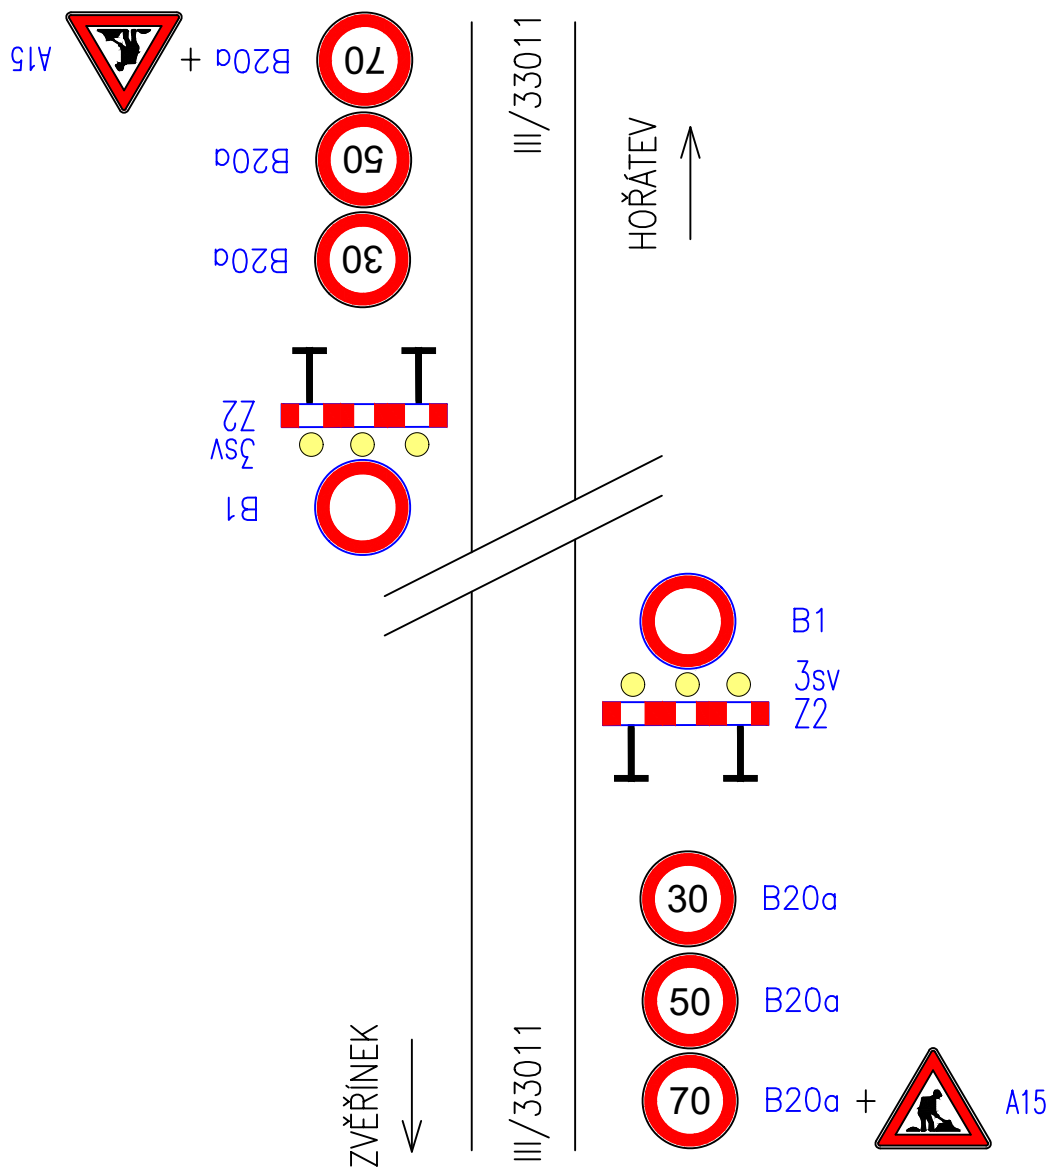 A15 + B20a 70
B20a 50
B20a 30
Z2
3sv
B1
III/33011
HOŘÁTEV
B1
3sv
Z2
30 B20a
50 B20a
70 B20a + A15
ZVĚŘÍNEK
III/33011